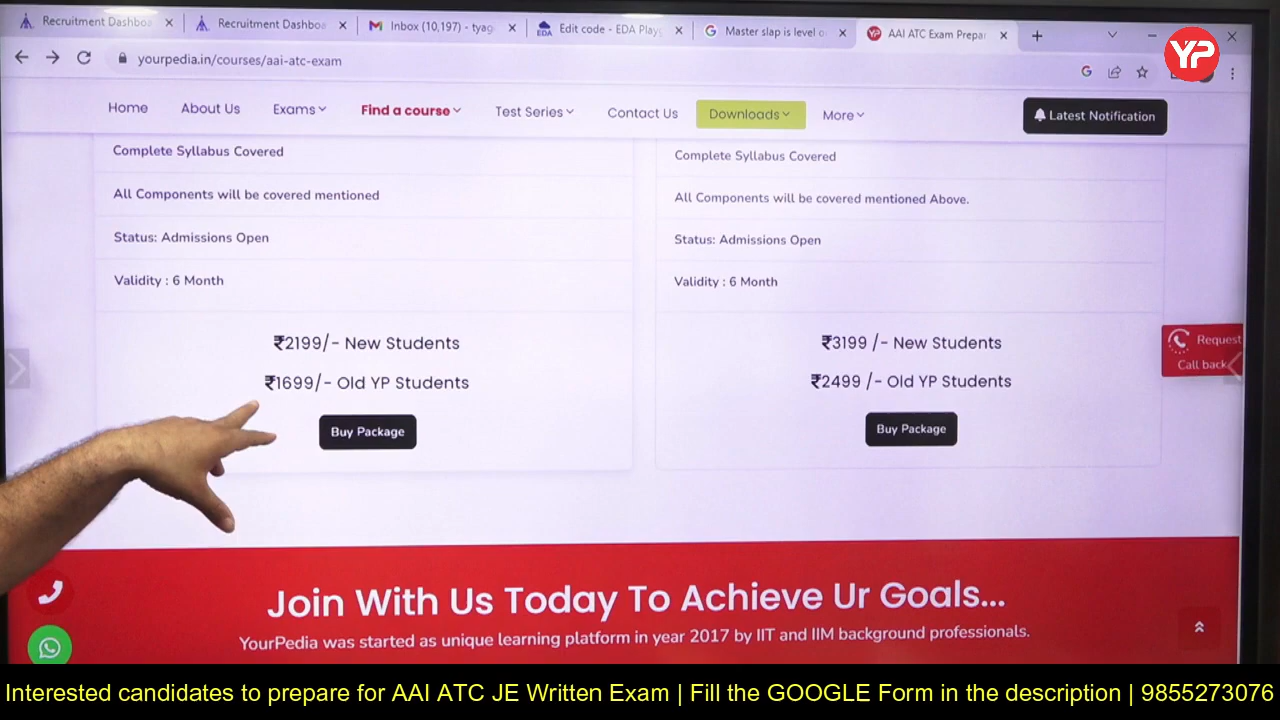 Recruitment Dashboa
Recruitment Dashboa
Inbox (10,197) - tyag
Edit code - EDA Playg
Master slap is level o
AAI ATC Exam Prepar
yourpedia.in/courses/aai-atc-exam
YP
Home
About Us
Exams
Find a course
Test Series
Contact Us
Downloads
More
Latest Notification
Complete Syllabus Covered
All Components will be covered mentioned
Status: Admissions Open
Validity : 6 Month
₹2199/- New Students
₹1699/- Old YP Students
Buy Package
Complete Syllabus Covered
All Components will be covered mentioned Above.
Status: Admissions Open
Validity : 6 Month
₹3199 /- New Students
₹2499 /- Old YP Students
Buy Package
Request
Call back
Join With Us Today To Achieve Ur Goals...
YourPedia was started as unique learning platform in year 2017 by IIT and IIM background professionals.
Interested candidates to prepare for AAI ATC JE Written Exam | Fill the GOOGLE Form in the description | 9855273076